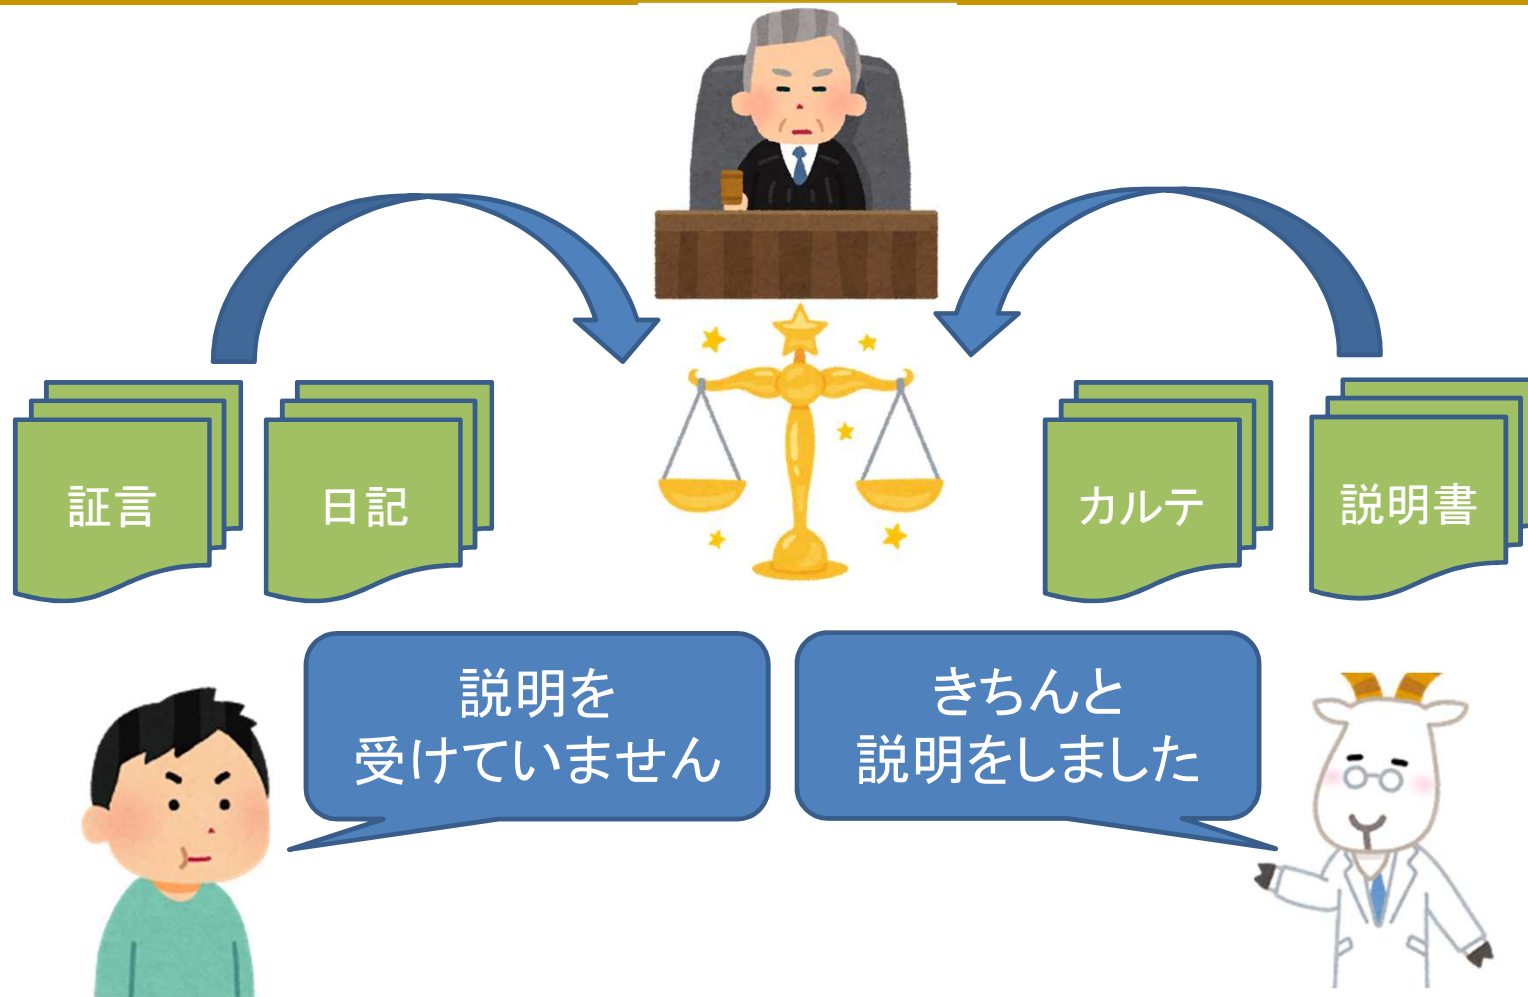 証言
日記
カルテ
説明書
説明を
受けていません
きちんと
説明をしました